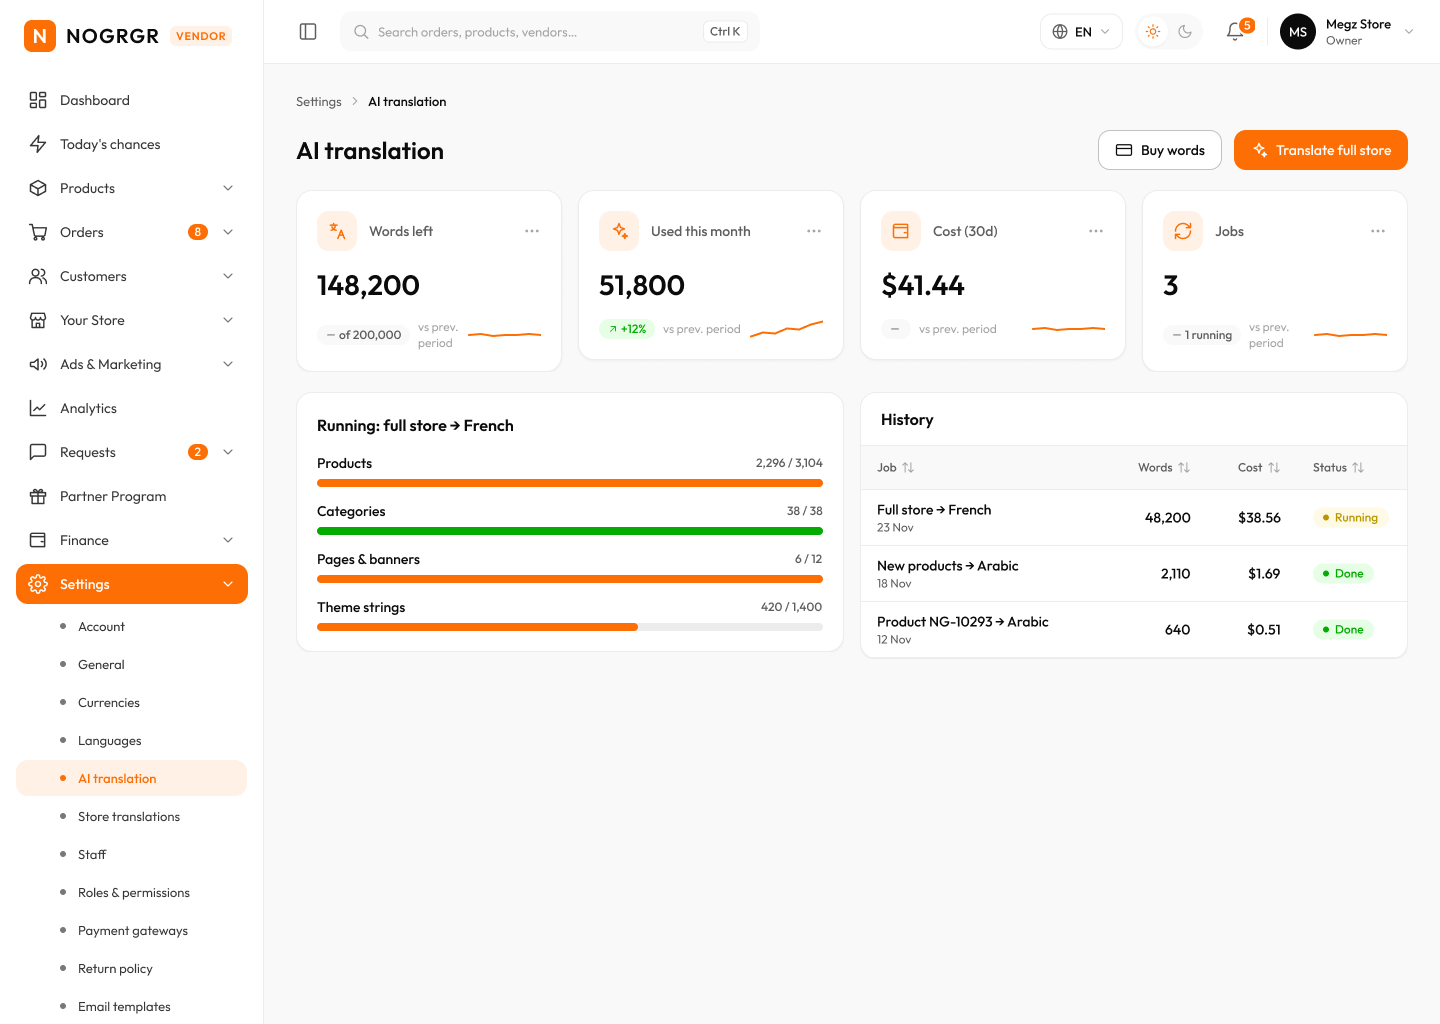 N NOGRGR VENDOR
Search orders, products, vendors...
Ctrl K
EN
5
MS
Megz Store
Owner
Dashboard
Today's chances
Products
Orders 8
Customers
Your Store
Ads & Marketing
Analytics
Requests 2
Partner Program
Finance
Settings
Account
General
Currencies
Languages
AI translation
Store translations
Staff
Roles & permissions
Payment gateways
Return policy
Email templates
Settings > AI translation
AI translation
Buy words
Translate full store
Words left
148,200
— of 200,000
vs prev.
period
Used this month
51,800
+12%
vs prev. period
Cost (30d)
$41.44
—
vs prev. period
Jobs
3
— 1 running
vs prev.
period
Running: full store → French
Products 2,296 / 3,104
Categories 38 / 38
Pages & banners 6 / 12
Theme strings 420 / 1,400
History
Job Words Cost Status
Full store → French 48,200 $38.56 Running
23 Nov
New products → Arabic 2,110 $1.69 Done
18 Nov
Product NG-10293 → Arabic 640 $0.51 Done
12 Nov